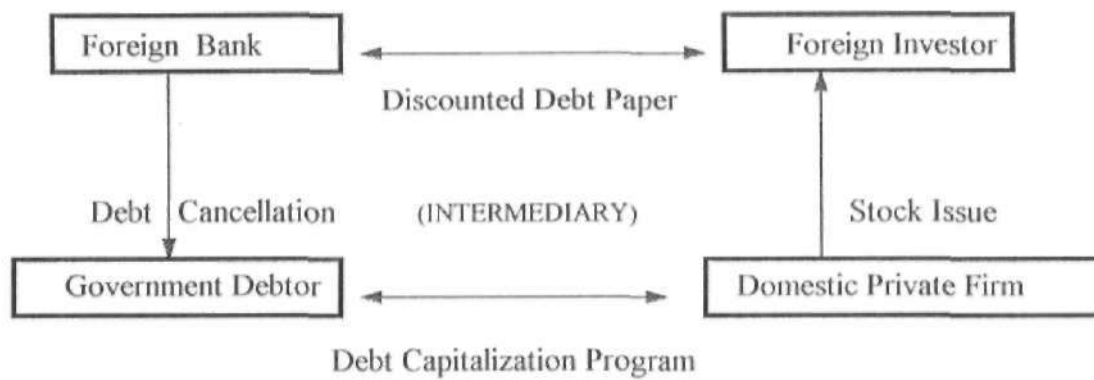 Foreign Bank
Foreign Investor
Discounted Debt Paper
Debt Cancellation
(INTERMEDIARY)
Stock Issue
Government Debtor
Domestic Private Firm
Debt Capitalization Program